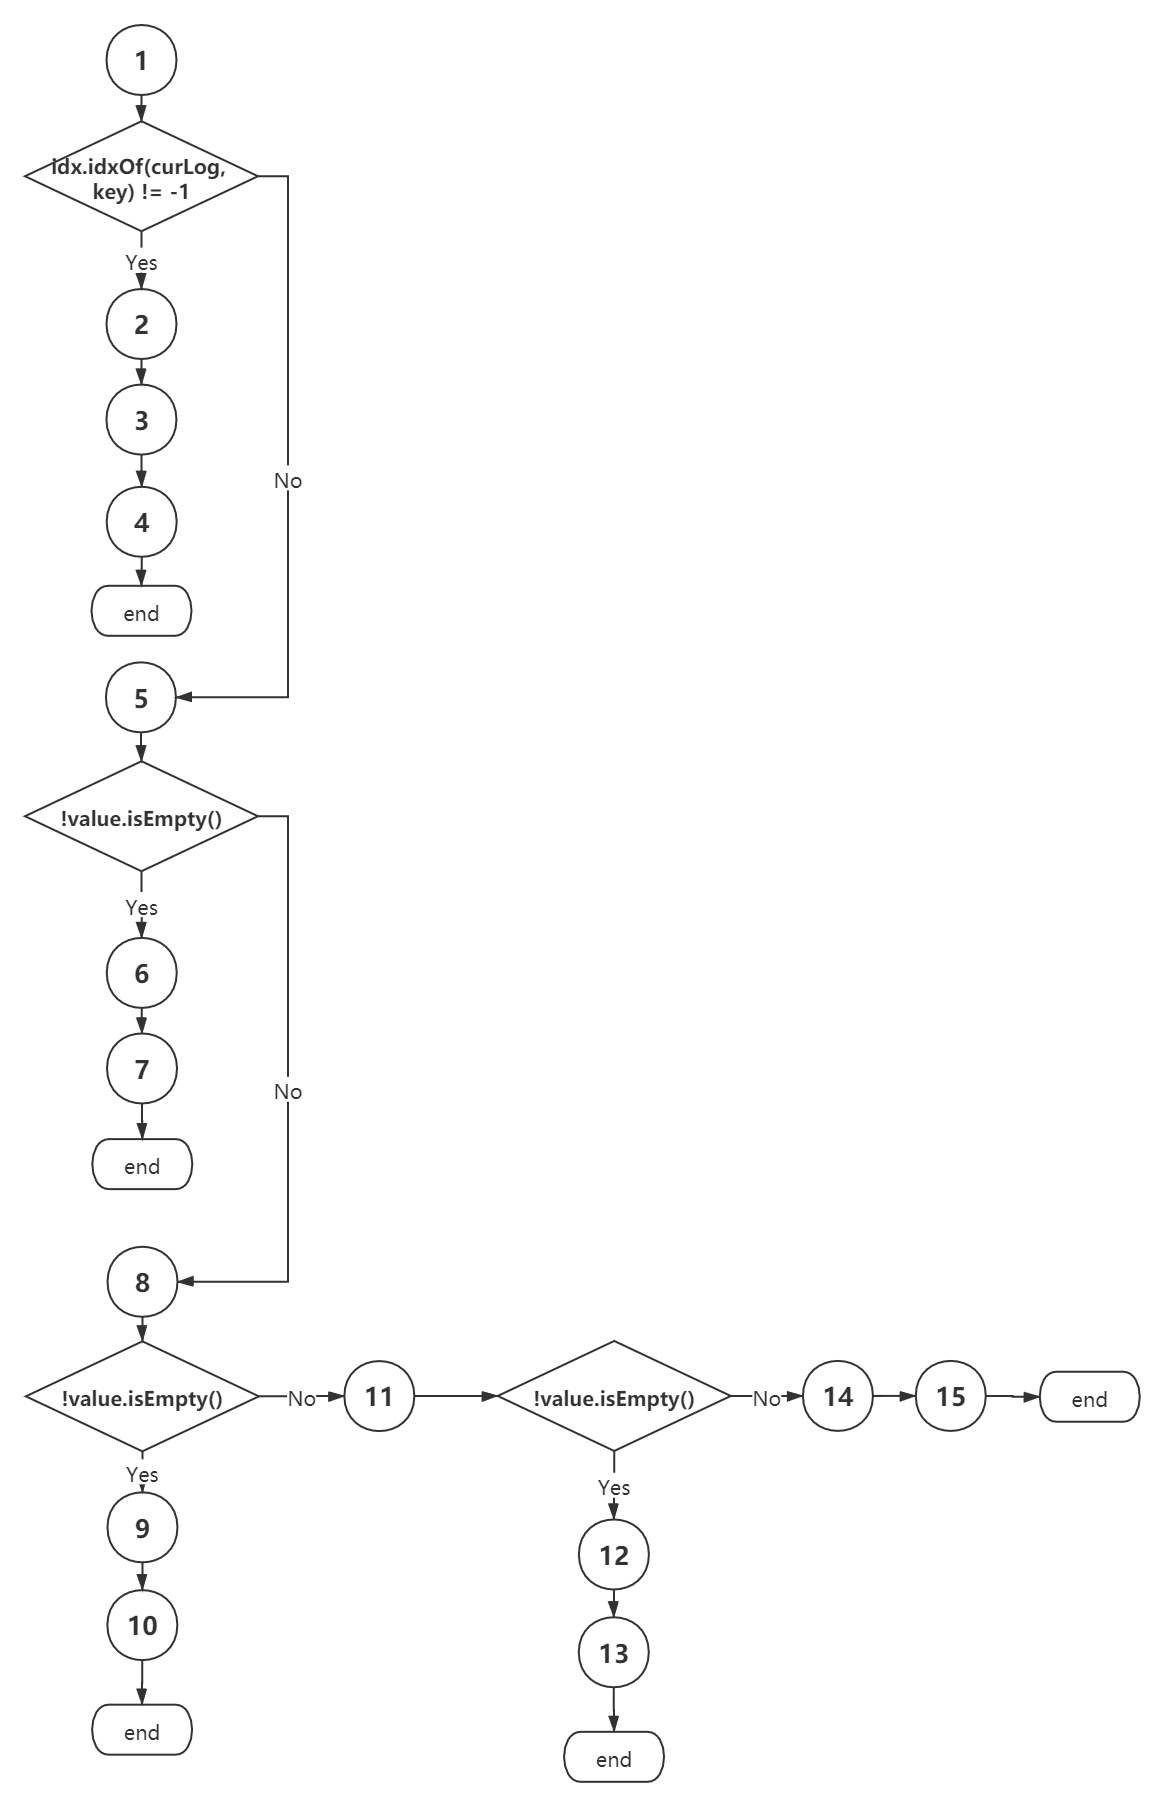 1
idx.idxOf(curLog,
key) != -1
Yes
2
3
No
4
end
5
!value.isEmpty()
Yes
6
7
No
end
8
!value.isEmpty()
No
11
!value.isEmpty()
No
14
15
end
Yes
9
10
end
Yes
12
13
end